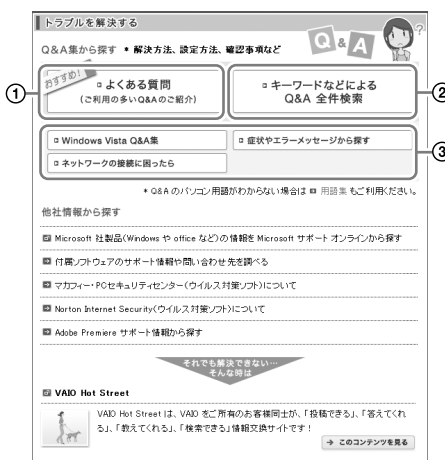 トラブルを解決する
Q&A集から探す * 解決方法、設定方法、確認事項など
Q & A ?
①
おすすめ!
よくある質問
(ご利用の多いQ&Aのご紹介)
キーワードなどによる
Q&A 全件検索
②
Windows Vista Q&A集
症状やエラーメッセージから探す
③
ネットワークの接続に困ったら
* Q&A のパソコン用語がわからない場合は 用語集 もご利用ください。
他社情報から探す
Microsoft 社製品(Windows や office など)の情報を Microsoft サポート オンラインから探す
付属ソフトウェアのサポート情報や問い合わせ先を調べる
マカフィー・PCセキュリティセンター(ウイルス対策ソフト)について
Norton Internet Security(ウイルス対策ソフト)について
Adobe Premiere サポート情報から探す
それでも解決できない…
そんな時は
VAIO Hot Street
VAIO Hot Street は、VAIO をご所有のお客様同士が、「投稿できる」、「答えてくれ
る」、「教えてくれる」、「検索できる」情報交換サイトです!
→ このコンテンツを見る